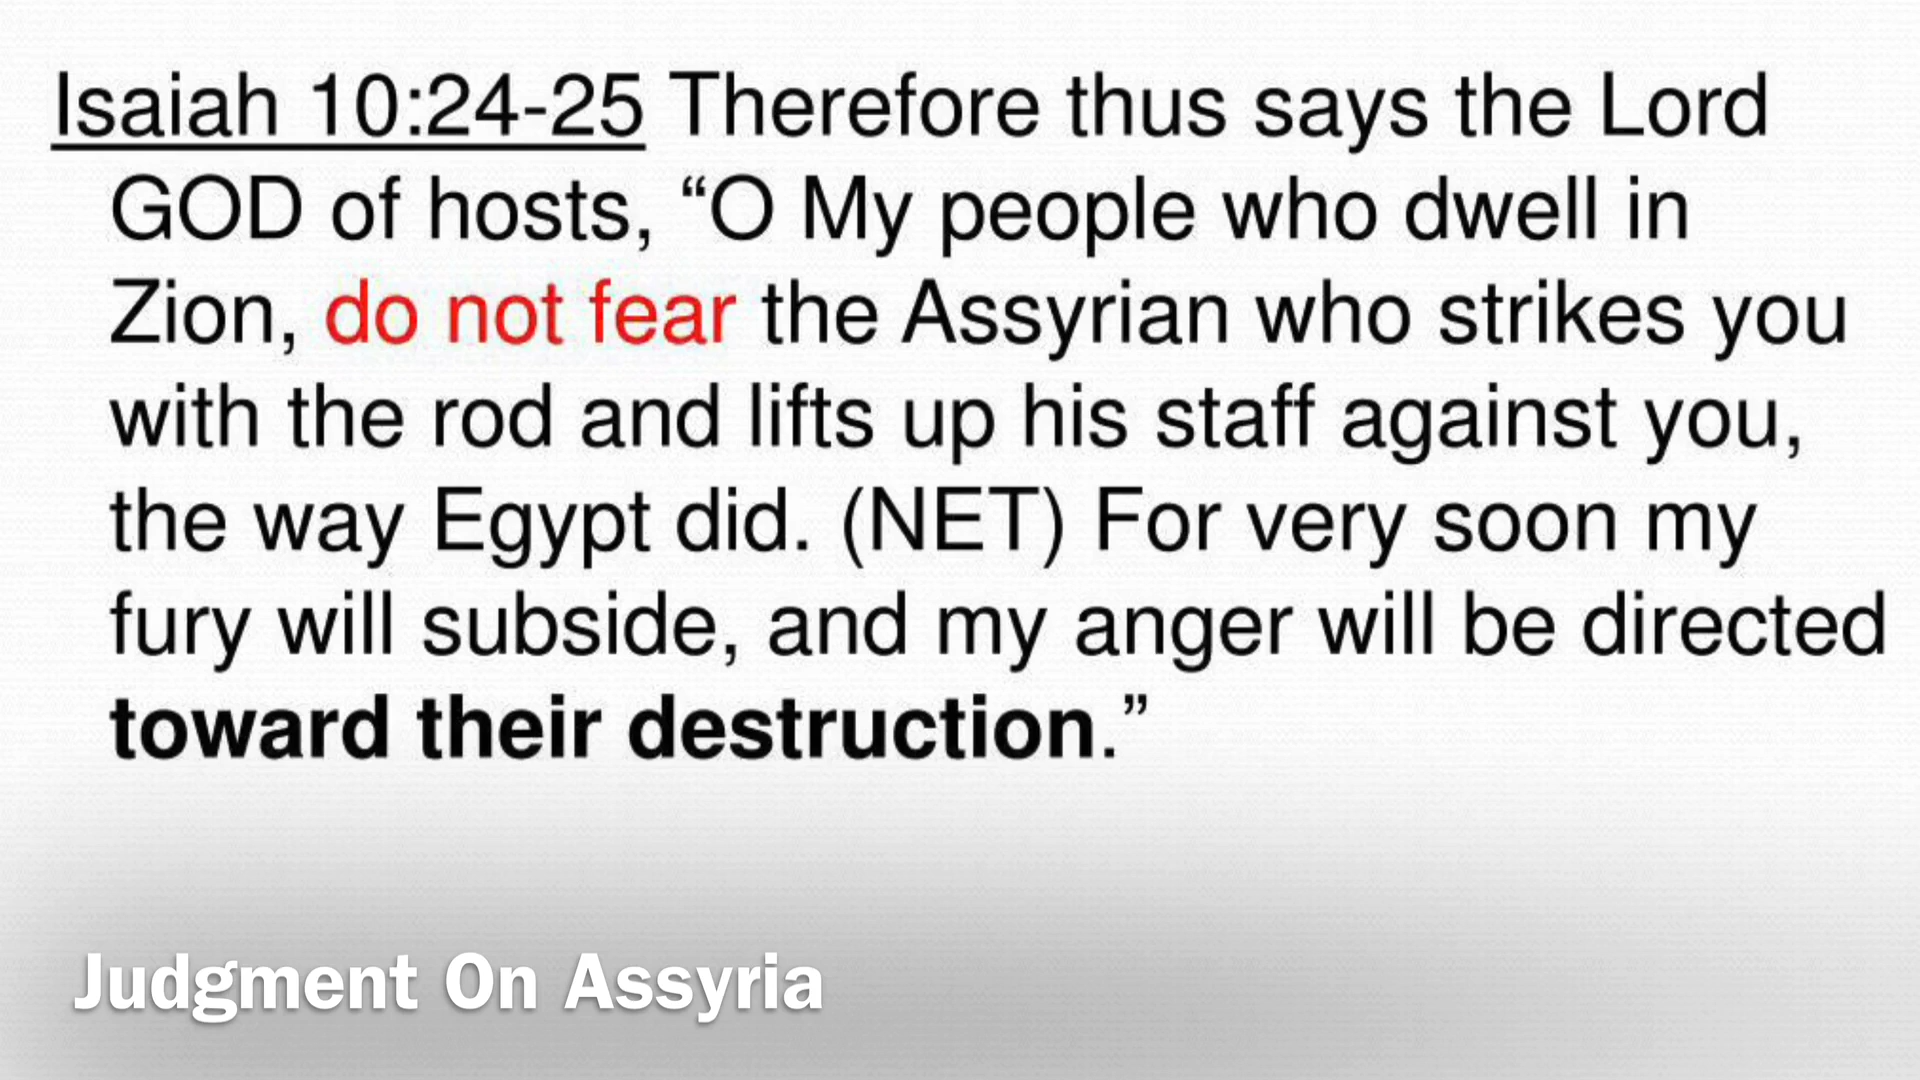 Isaiah 10:24-25 Therefore thus says the Lord
GOD of hosts, “O My people who dwell in
Zion, do not fear the Assyrian who strikes you
with the rod and lifts up his staff against you,
the way Egypt did. (NET) For very soon my
fury will subside, and my anger will be directed
toward their destruction.”
Judgment On Assyria